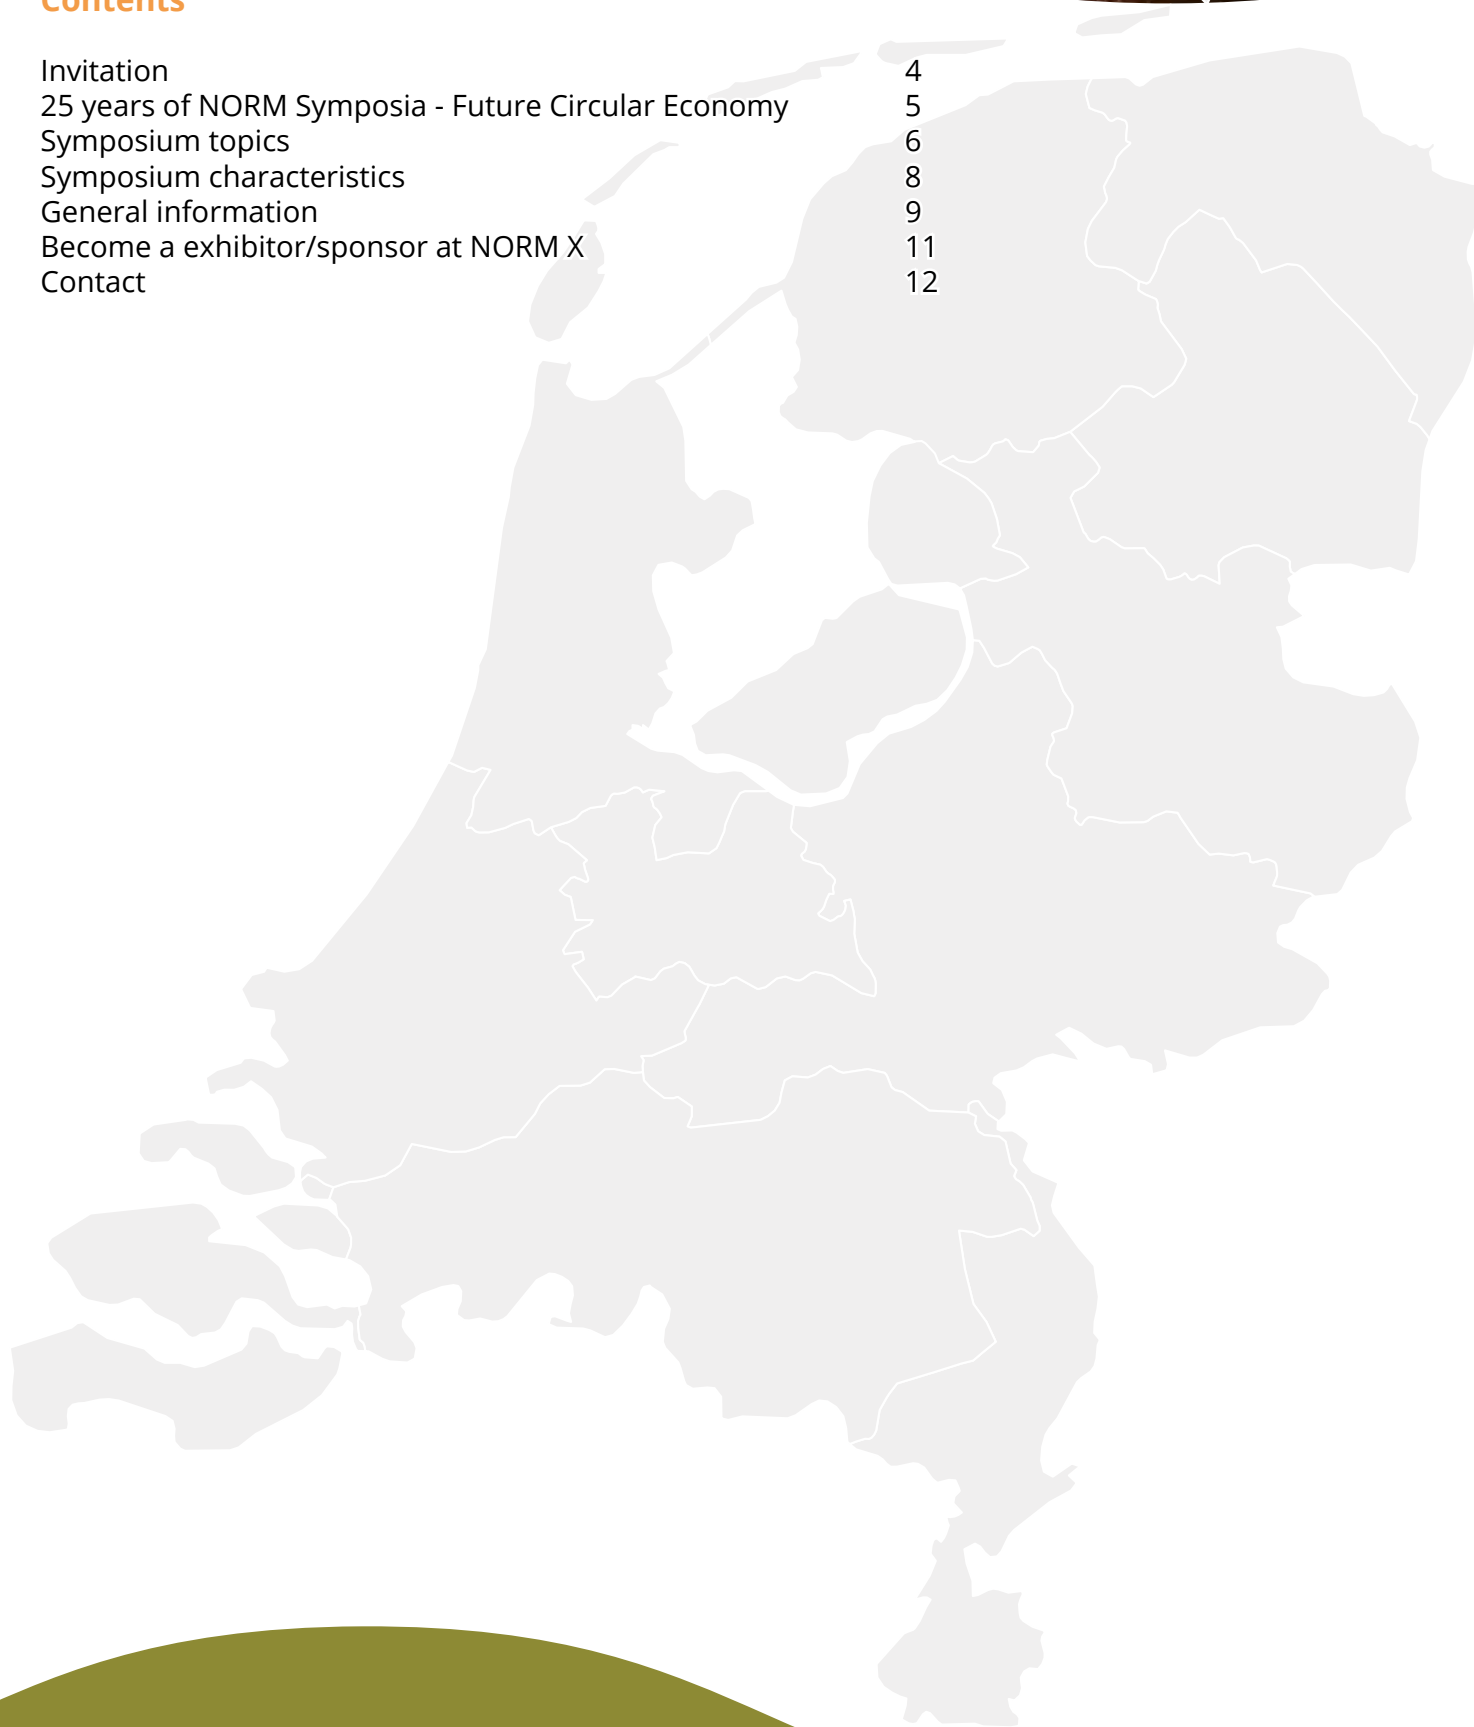 Contents
Invitation 4
25 years of NORM Symposia - Future Circular Economy 5
Symposium topics 6
Symposium characteristics 8
General information 9
Become a exhibitor/sponsor at NORM X 11
Contact 12